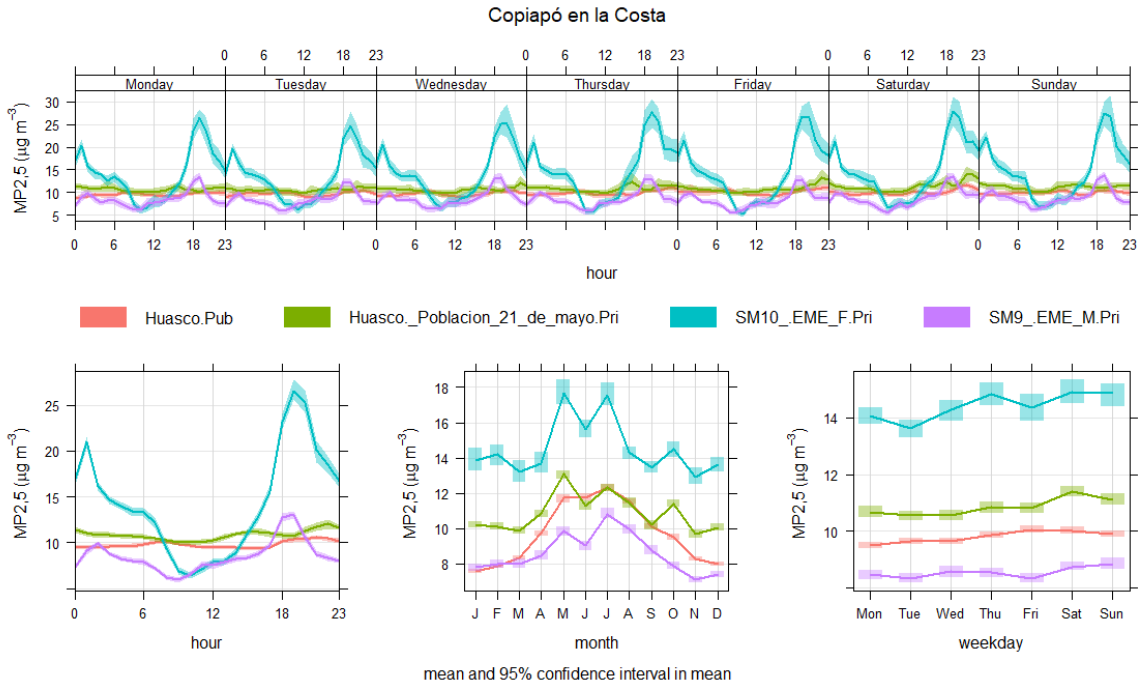 Copiapó en la Costa
0 6 12 18 23 0 6 12 18 23 0 6 12 18 23
Monday Tuesday Wednesday Thursday Friday Saturday Sunday
MP2,5 (µg m⁻³)
30
25
20
15
10
5
0 6 12 18 23 0 6 12 18 23 0 6 12 18 23 0 6 12 18 23
hour
Huasco.Pub Huasco._Poblacion_21_de_mayo.Pri SM10_.EME_F.Pri SM9_.EME_M.Pri
MP2,5 (µg m⁻³)
25
20
15
10
0 6 12 18 23
hour
MP2,5 (µg m⁻³)
18
16
14
12
10
8
J F M A M J J A S O N D
month
MP2,5 (µg m⁻³)
14
12
10
Mon Tue Wed Thu Fri Sat Sun
weekday
mean and 95% confidence interval in mean